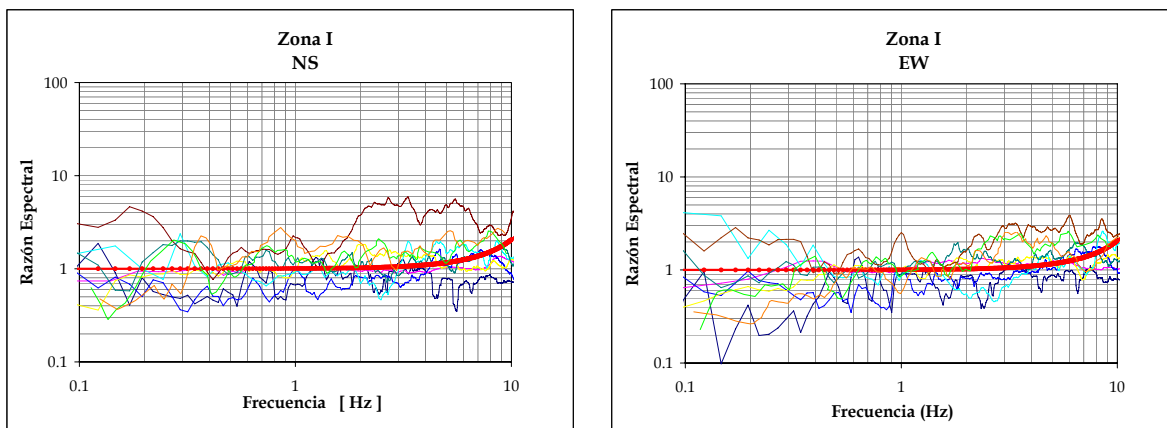 Zona I
NS
100
10
1
0.1
Razón Espectral
0.1
1
10
Frecuencia [ Hz ]
Zona I
EW
100
10
1
0.1
Razón Espectral
0.1
1
10
Frecuencia (Hz)